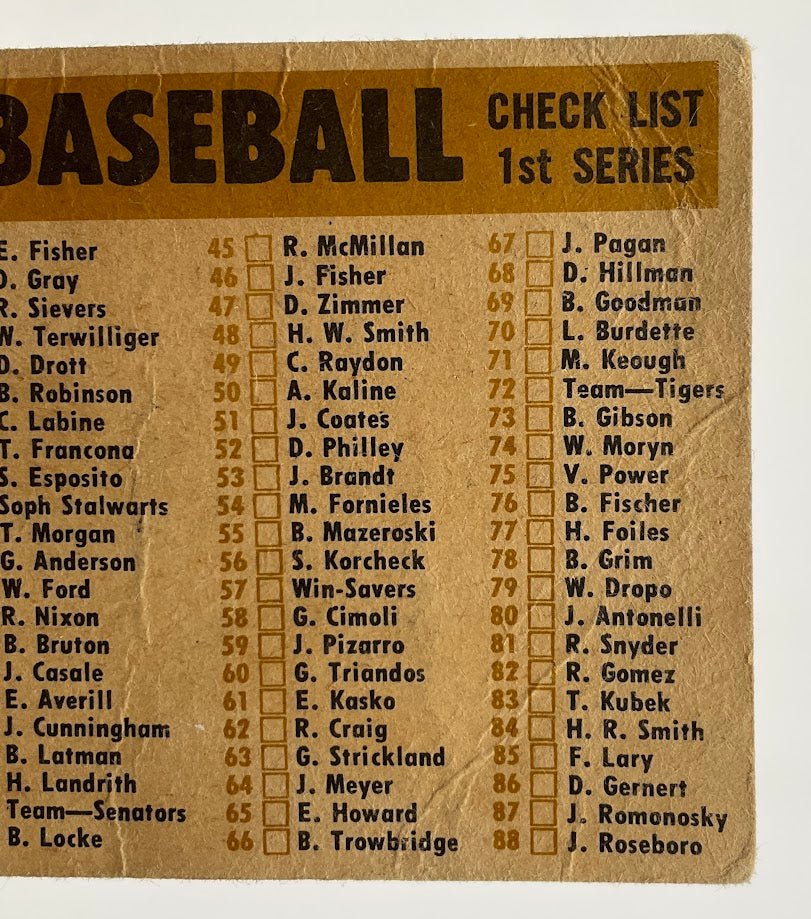 BASEBALL CHECK LIST
1st SERIES
E. Fisher
D. Gray
R. Sievers
W. Terwilliger
D. Drott
B. Robinson
C. Labine
T. Francona
S. Esposito
Soph Stalwarts
T. Morgan
G. Anderson
W. Ford
R. Nixon
B. Bruton
J. Casale
E. Averill
J. Cunningham
B. Latman
H. Landrith
Team—Senators
B. Locke
45 R. McMillan
46 J. Fisher
47 D. Zimmer
48 H. W. Smith
49 C. Raydon
50 A. Kaline
51 J. Coates
52 D. Philley
53 J. Brandt
54 M. Fornieles
55 B. Mazeroski
56 S. Korcheck
57 Win-Savers
58 G. Cimoli
59 J. Pizarro
60 G. Triandos
61 E. Kasko
62 R. Craig
63 G. Strickland
64 J. Meyer
65 E. Howard
66 B. Trowbridge
67 J. Pagan
68 D. Hillman
69 B. Goodman
70 L. Burdette
71 M. Keough
72 Team—Tigers
73 B. Gibson
74 W. Moryn
75 V. Power
76 B. Fischer
77 H. Foiles
78 B. Grim
79 W. Dropo
80 J. Antonelli
81 R. Snyder
82 R. Gomez
83 T. Kubek
84 H. R. Smith
85 F. Lary
86 D. Gernert
87 J. Romonosky
88 J. Roseboro